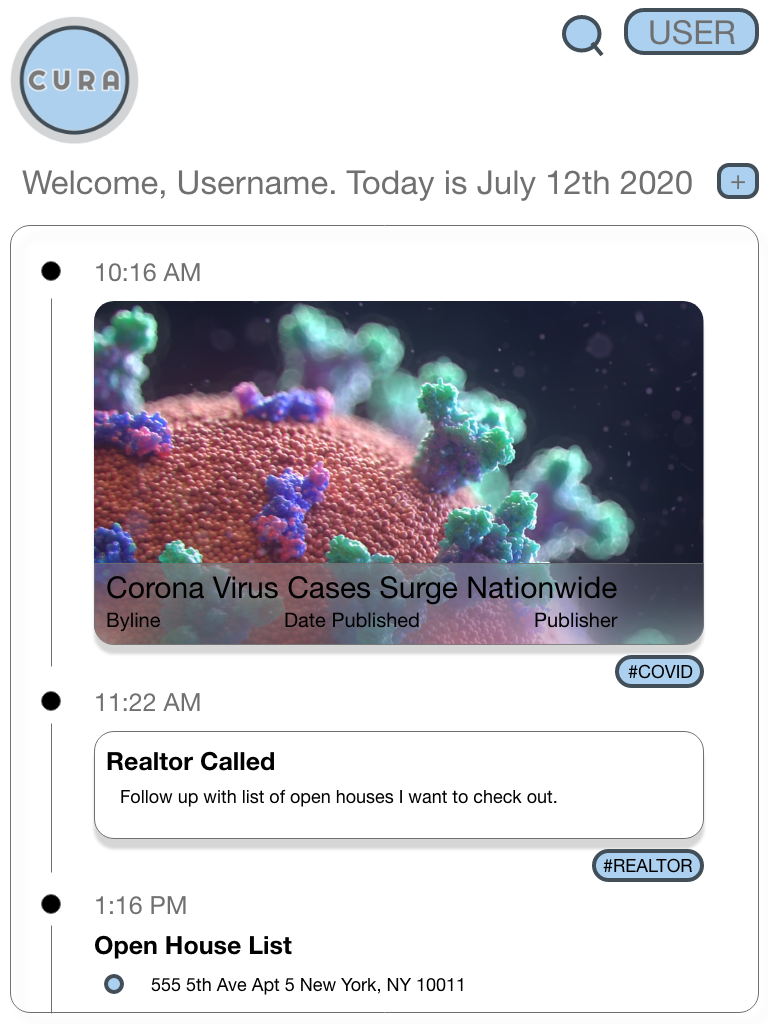 CURA
USER
Welcome, Username. Today is July 12th 2020
+
10:16 AM
Corona Virus Cases Surge Nationwide
Byline Date Published Publisher
#COVID
11:22 AM
Realtor Called
Follow up with list of open houses I want to check out.
#REALTOR
1:16 PM
Open House List
555 5th Ave Apt 5 New York, NY 10011